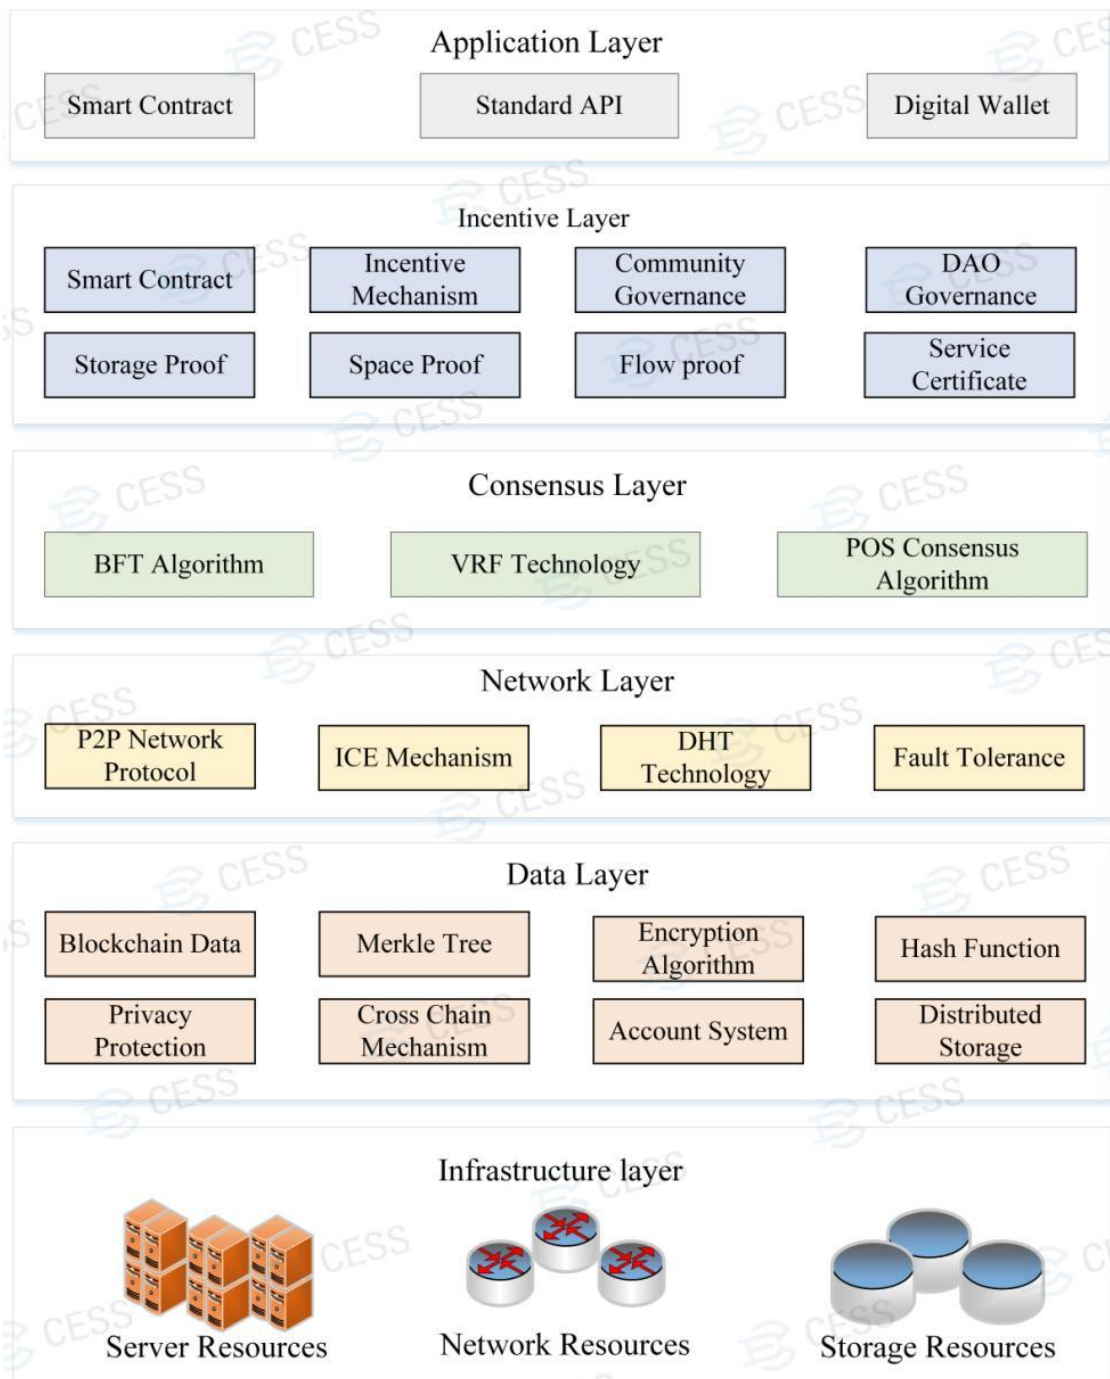 Application Layer
Smart Contract
Standard API
Digital Wallet
Incentive Layer
Smart Contract
Incentive
Mechanism
Community
Governance
DAO
Governance
Storage Proof
Space Proof
Flow proof
Service
Certificate
Consensus Layer
BFT Algorithm
VRF Technology
POS Consensus
Algorithm
Network Layer
P2P Network
Protocol
ICE Mechanism
DHT
Technology
Fault Tolerance
Data Layer
Blockchain Data
Merkle Tree
Encryption
Algorithm
Hash Function
Privacy
Protection
Cross Chain
Mechanism
Account System
Distributed
Storage
Infrastructure layer
Server Resources
Network Resources
Storage Resources
CESS